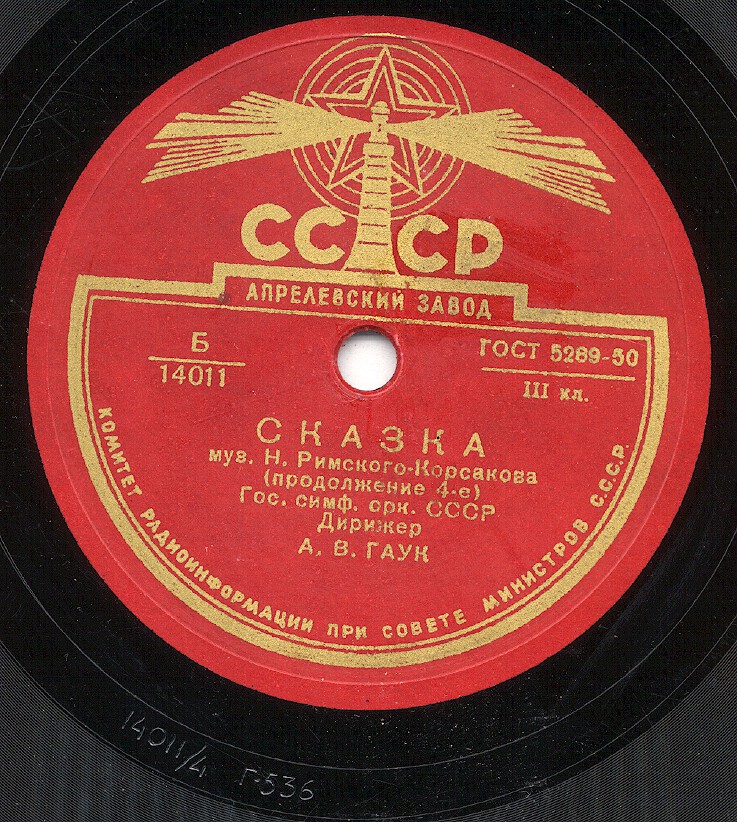 СССР
АПРЕЛЕВСКИЙ ЗАВОД
Б
14011
ГОСТ 5289-50
III кл.
СКАЗКА
муз. Н. Римского-Корсакова
(продолжение 4-е)
Гос. симф. орк. СССР
Дирижер
А. В. ГАУК
КОМИТЕТ РАДИОИНФОРМАЦИИ ПРИ СОВЕТЕ МИНИСТРОВ С.С.С.Р.
14011/4 Г-536